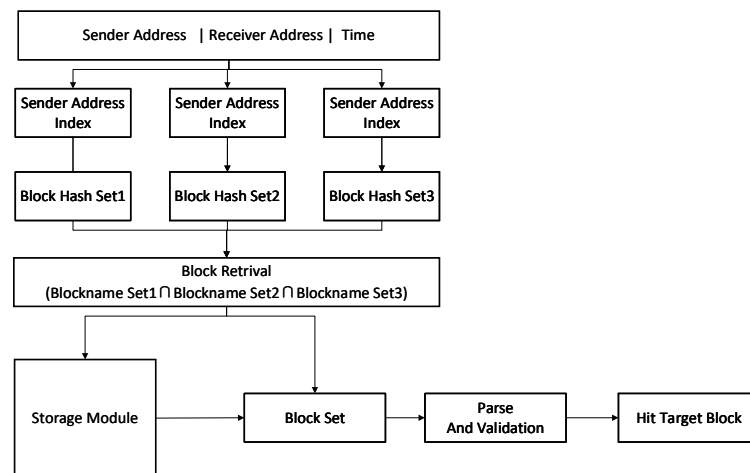 Sender Address | Receiver Address | Time
Sender Address
Index
Sender Address
Index
Sender Address
Index
Block Hash Set1
Block Hash Set2
Block Hash Set3
Block Retrival
(Blockname Set1∩Blockname Set2∩Blockname Set3)
Storage Module
Block Set
Parse
And Validation
Hit Target Block